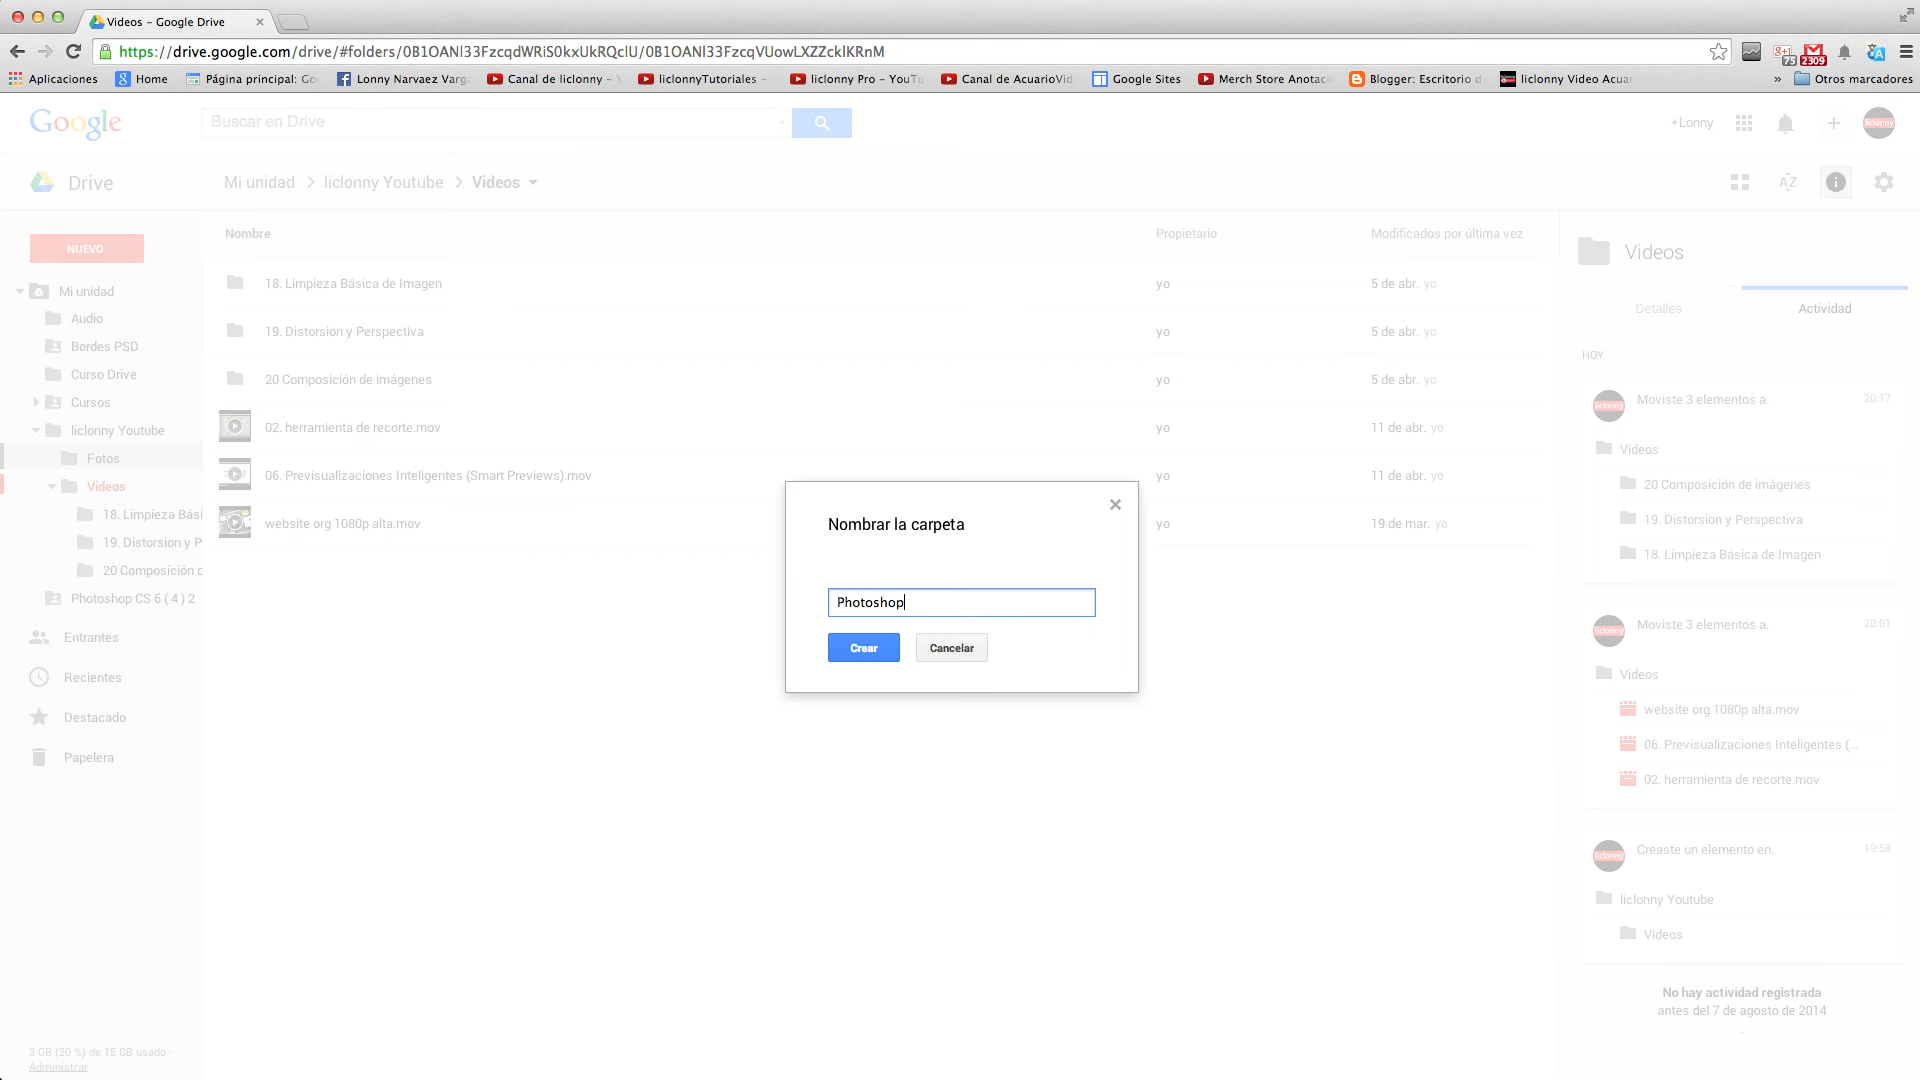 Videos – Google Drive
https://drive.google.com/drive/#folders/0B1OANl33FzcqdWRiS0kxUkRQclU/0B1OANl33FzcqVUowLXZZcklKRnM
75
2309
Aplicaciones
Home
Página principal: Go
Lonny Narvaez Varg
Canal de liclonny – Y
liclonnyTutoriales –
liclonny Pro – YouTu
Canal de AcuarioVid
Google Sites
Merch Store Anotaci
Blogger: Escritorio d
liclonny Video Acuar
»
Otros marcadores
Google
Buscar en Drive
+Lonny
liclonny
Drive
Mi unidad > liclonny Youtube > Videos
AZ
NUEVO
Mi unidad
Audio
Bordes PSD
Curso Drive
Cursos
liclonny Youtube
Fotos
Videos
18. Limpieza Bási
19. Distorsion y P
20 Composición d
Photoshop CS 6 ( 4 ) 2
Entrantes
Recientes
Destacado
Papelera
3 GB (20 %) de 15 GB usado -
Administrar
Nombre Propietario Modificados por última vez
18. Limpieza Básica de Imagen yo 5 de abr. yo
19. Distorsion y Perspectiva yo 5 de abr. yo
20 Composición de imágenes yo 5 de abr. yo
02. herramienta de recorte.mov yo 11 de abr. yo
06. Previsualizaciones Inteligentes (Smart Previews).mov yo 11 de abr. yo
website org 1080p alta.mov yo 19 de mar. yo
Nombrar la carpeta
Photoshop
Crear Cancelar
Videos
Detalles Actividad
HOY
liclonny
Moviste 3 elementos a. 20:17
Videos
20 Composición de imágenes
19. Distorsion y Perspectiva
18. Limpieza Básica de Imagen
liclonny
Moviste 3 elementos a. 20:01
Videos
website org 1080p alta.mov
06. Previsualizaciones Inteligentes (...
02. herramienta de recorte.mov
liclonny
Creaste un elemento en. 19:58
liclonny Youtube
Videos
No hay actividad registrada
antes del 7 de agosto de 2014